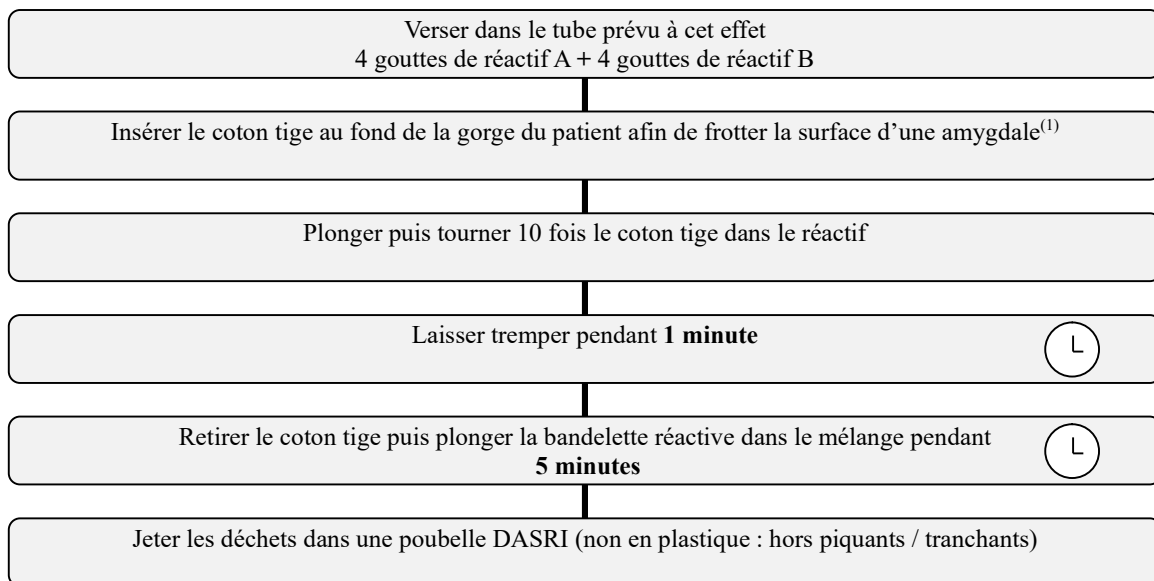 Verser dans le tube prévu à cet effet
4 gouttes de réactif A + 4 gouttes de réactif B
Insérer le coton tige au fond de la gorge du patient afin de frotter la surface d’une amygdale(1)
Plonger puis tourner 10 fois le coton tige dans le réactif
Laisser tremper pendant 1 minute
Retirer le coton tige puis plonger la bandelette réactive dans le mélange pendant
5 minutes
Jeter les déchets dans une poubelle DASRI (non en plastique : hors piquants / tranchants)